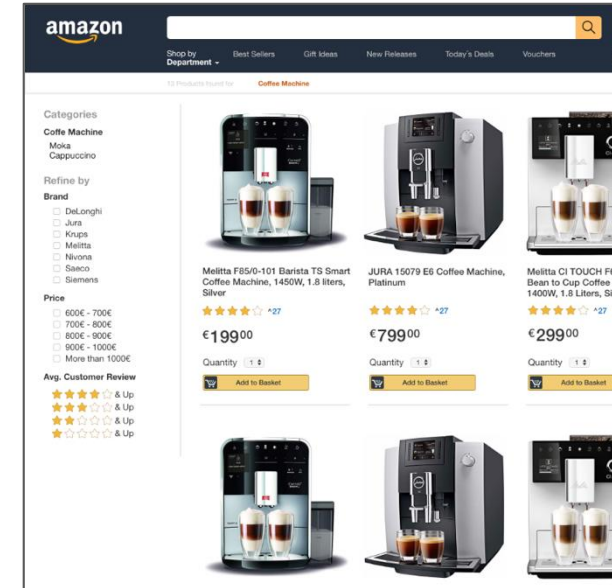 amazon
Shop by
Department
Best Sellers
Gift Ideas
New Releases
Today's Deals
Vouchers
Products found for
Coffee Machine
Categories
Coffe Machine
Moka
Cappuccino
Refine by
Brand
DeLonghi
Jura
Krups
Melitta
Nivona
Saeco
Siemens
Price
600€ - 700€
700€ - 800€
800€ - 900€
900€ - 1000€
More than 1000€
Avg. Customer Review
& Up
& Up
& Up
& Up
Melitta F85/0-101 Barista TS Smart
Coffee Machine, 1450W, 1.8 liters,
Silver
^27
€19900
Quantity 1
Add to Basket
JURA 15079 E6 Coffee Machine,
Platinum
^27
€79900
Quantity 1
Add to Basket
Melitta CI TOUCH
Bean to Cup Coffee
1400W, 1.8 Liters,
^27
€29900
Quantity 1
Add to Basket